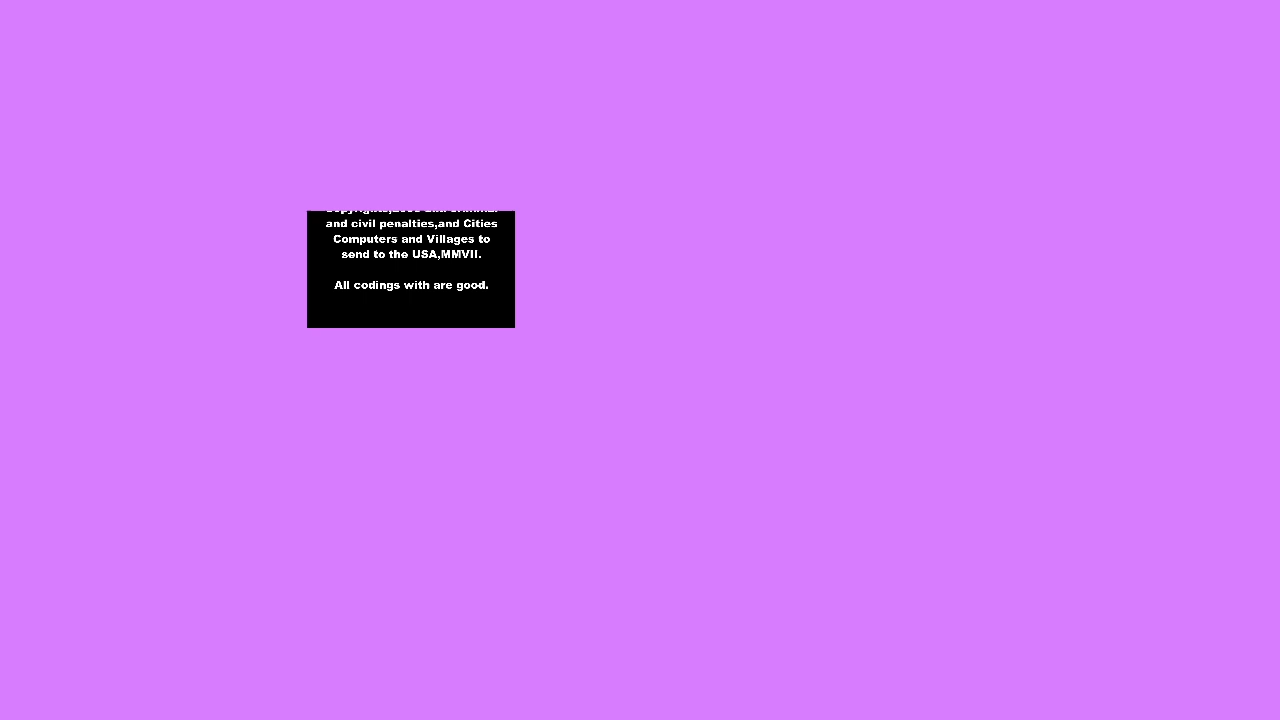 and civil penalties,and Cities
Computers and Villages to
send to the USA,MMVII.
All codings with are good.